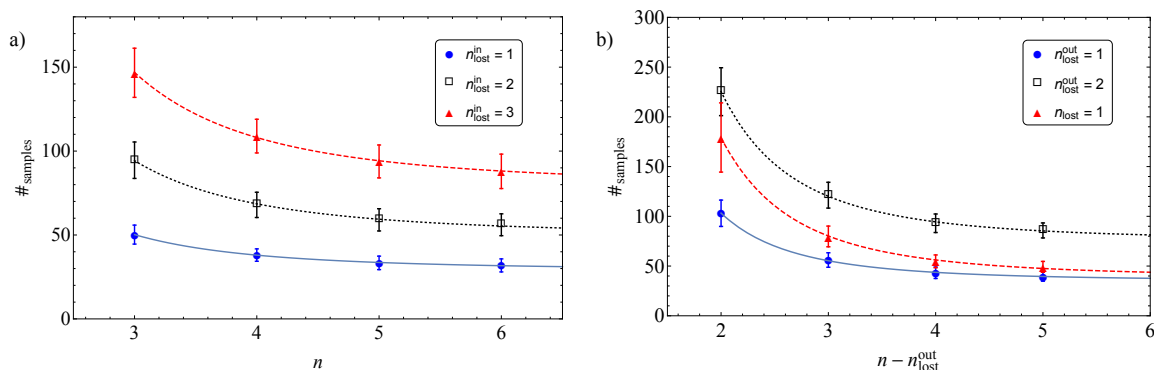 a)
#samples
150
100
50
0
3 4 5 6
n
n^in_lost = 1
n^in_lost = 2
n^in_lost = 3
b)
#samples
300
250
200
150
100
50
0
2 3 4 5 6
n − n^out_lost
n^out_lost = 1
n^out_lost = 2
n_lost = 1